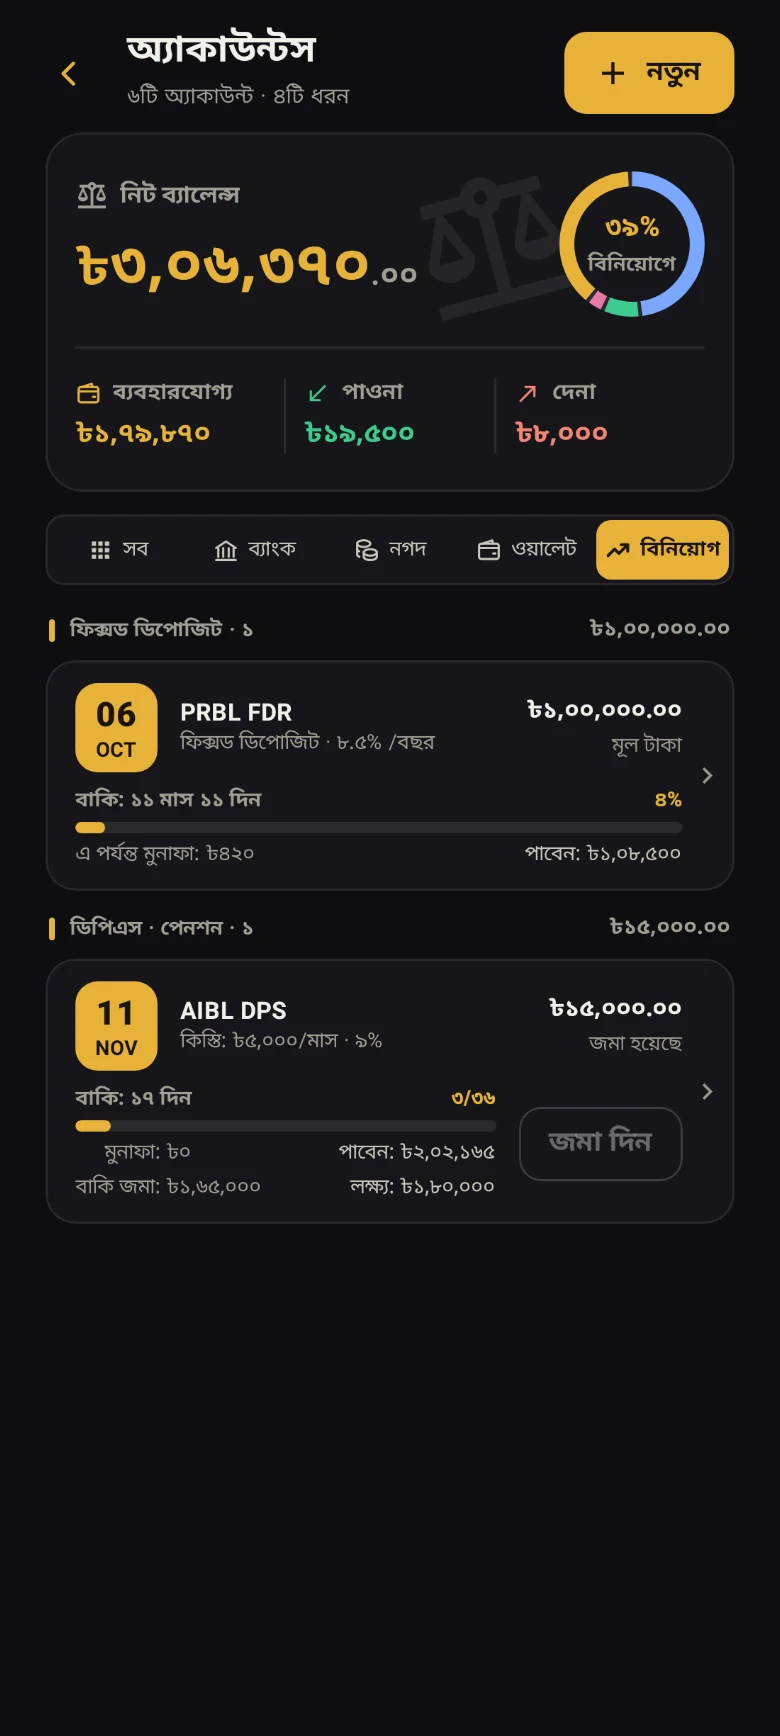 অ্যাকাউন্টস
৬টি অ্যাকাউন্ট · ৪টি ধরন
+ নতুন
নিট ব্যালেন্স
৳৩,০৬,৩৭০.০০
৩৯%
বিনিয়োগে
ব্যবহারযোগ্য
৳১,৭৯,৮৭০
পাওনা
৳১৯,৫০০
দেনা
৳৮,০০০
সব ব্যাংক নগদ ওয়ালেট বিনিয়োগ
ফিক্সড ডিপোজিট · ১ ৳১,০০,০০০.০০
06
OCT
PRBL FDR ৳১,০০,০০০.০০
ফিক্সড ডিপোজিট · ৮.৫% /বছর মূল টাকা
বাকি: ১১ মাস ১১ দিন ৪%
এ পর্যন্ত মুনাফা: ৳৪২০ পাবেন: ৳১,০৮,৫০০
ডিপিএস · পেনশন · ১ ৳১৫,০০০.০০
11
NOV
AIBL DPS ৳১৫,০০০.০০
কিস্তি: ৳৫,০০০/মাস · ৯% জমা হয়েছে
বাকি: ১৭ দিন ৩/৩৬
মুনাফা: ৳০ পাবেন: ৳২,০২,১৬৫
জমা দিন
বাকি জমা: ৳১,৬৫,০০০ লক্ষ্য: ৳১,৮০,০০০